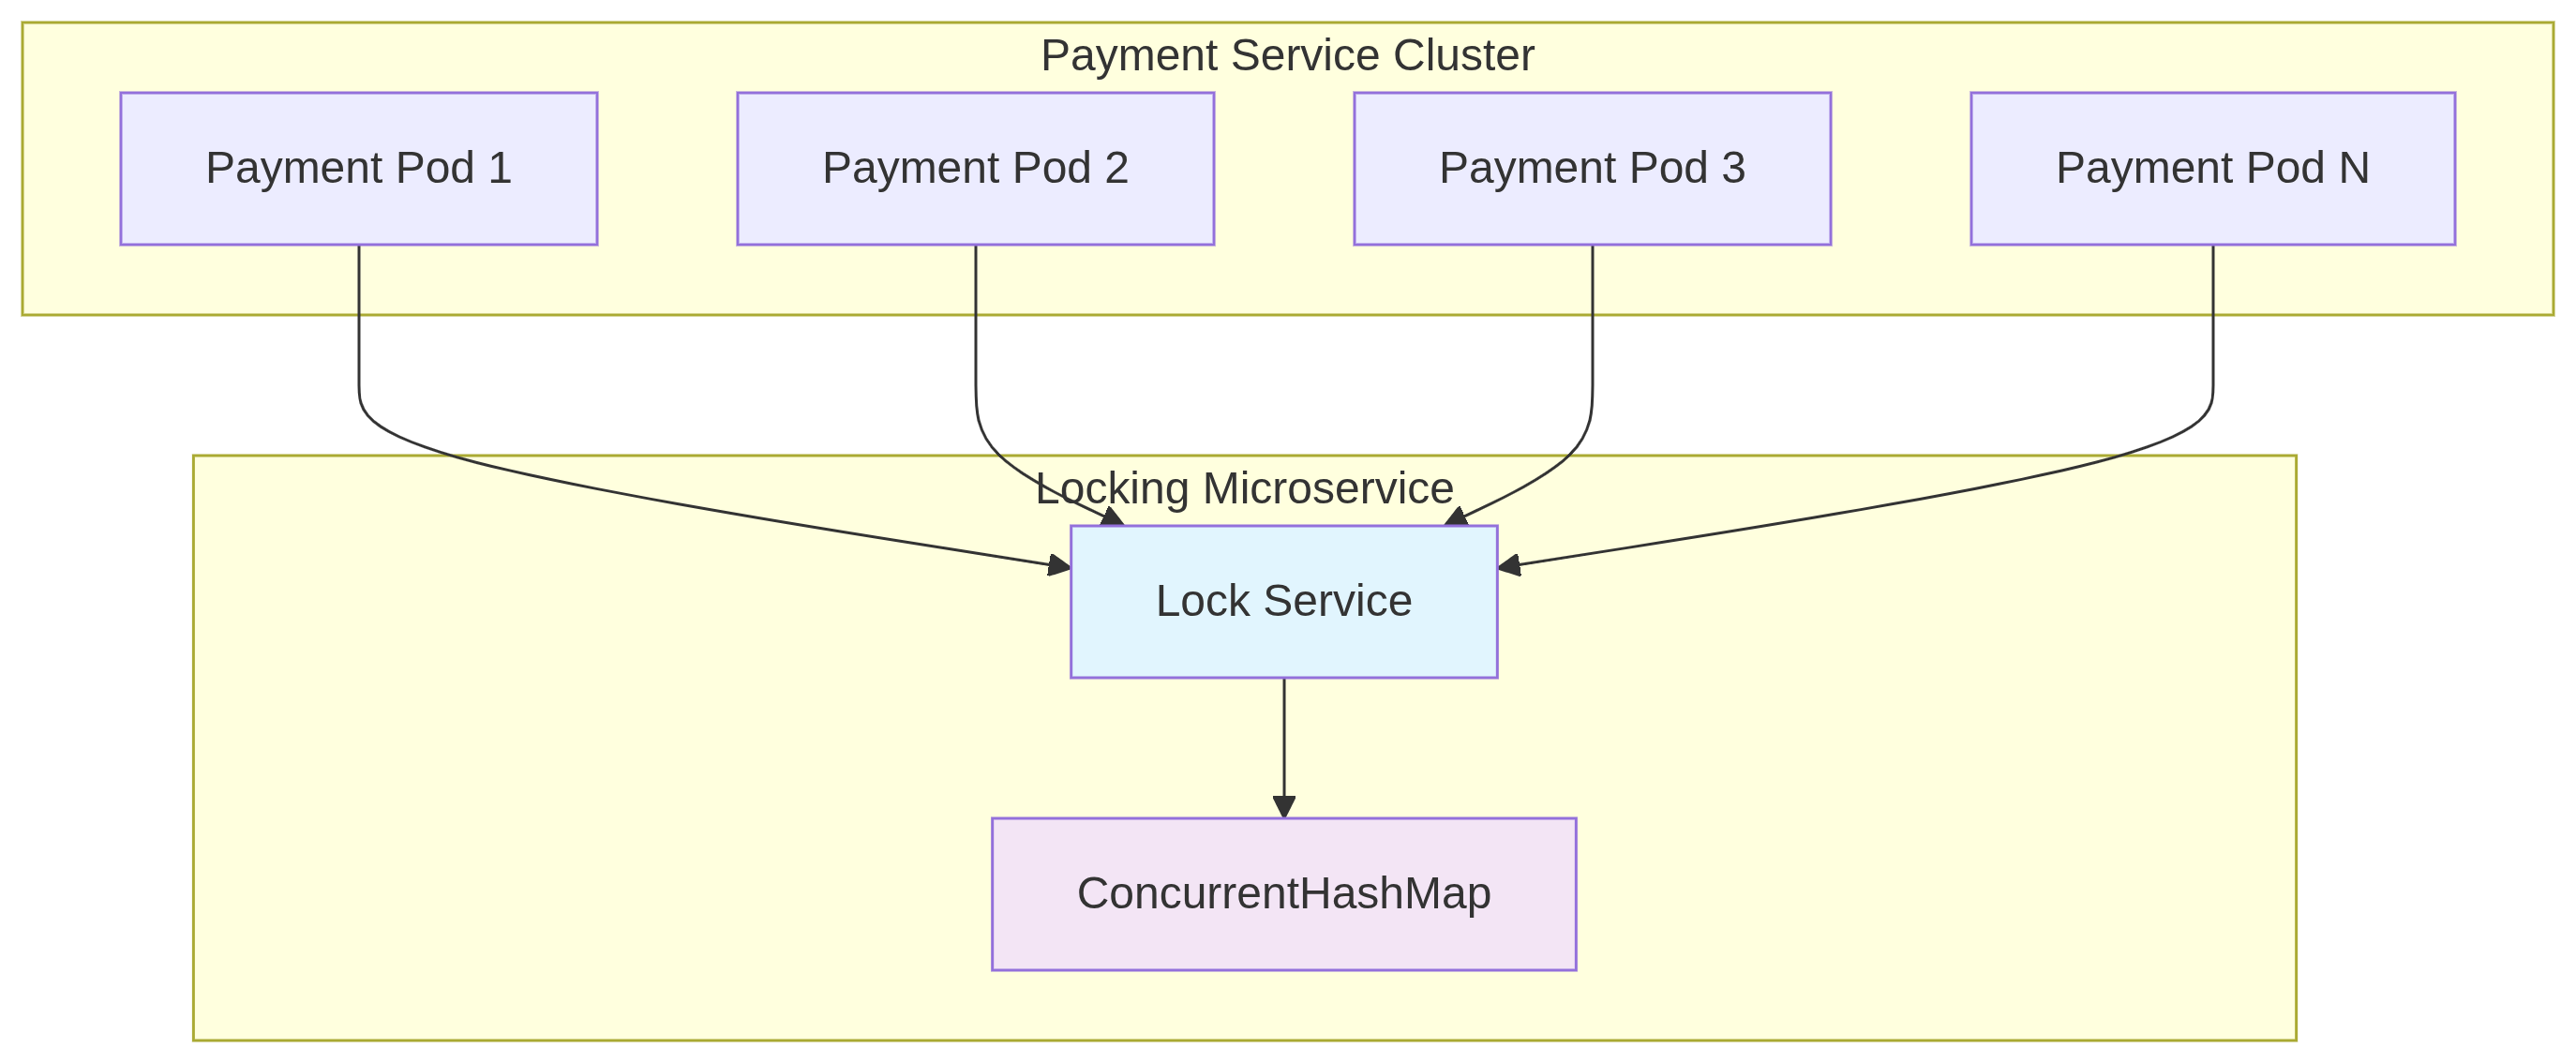 Payment Service Cluster
Payment Pod 1
Payment Pod 2
Payment Pod 3
Payment Pod N
Locking Microservice
Lock Service
ConcurrentHashMap